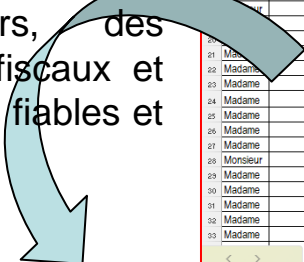 rs, des
fiscaux et
fiables et
21
22 Madame
23 Madame
24 Madame
25 Madame
26 Madame
27 Madame
28 Monsieur
29 Madame
30 Madame
31 Madame
32 Madame
33 Madame